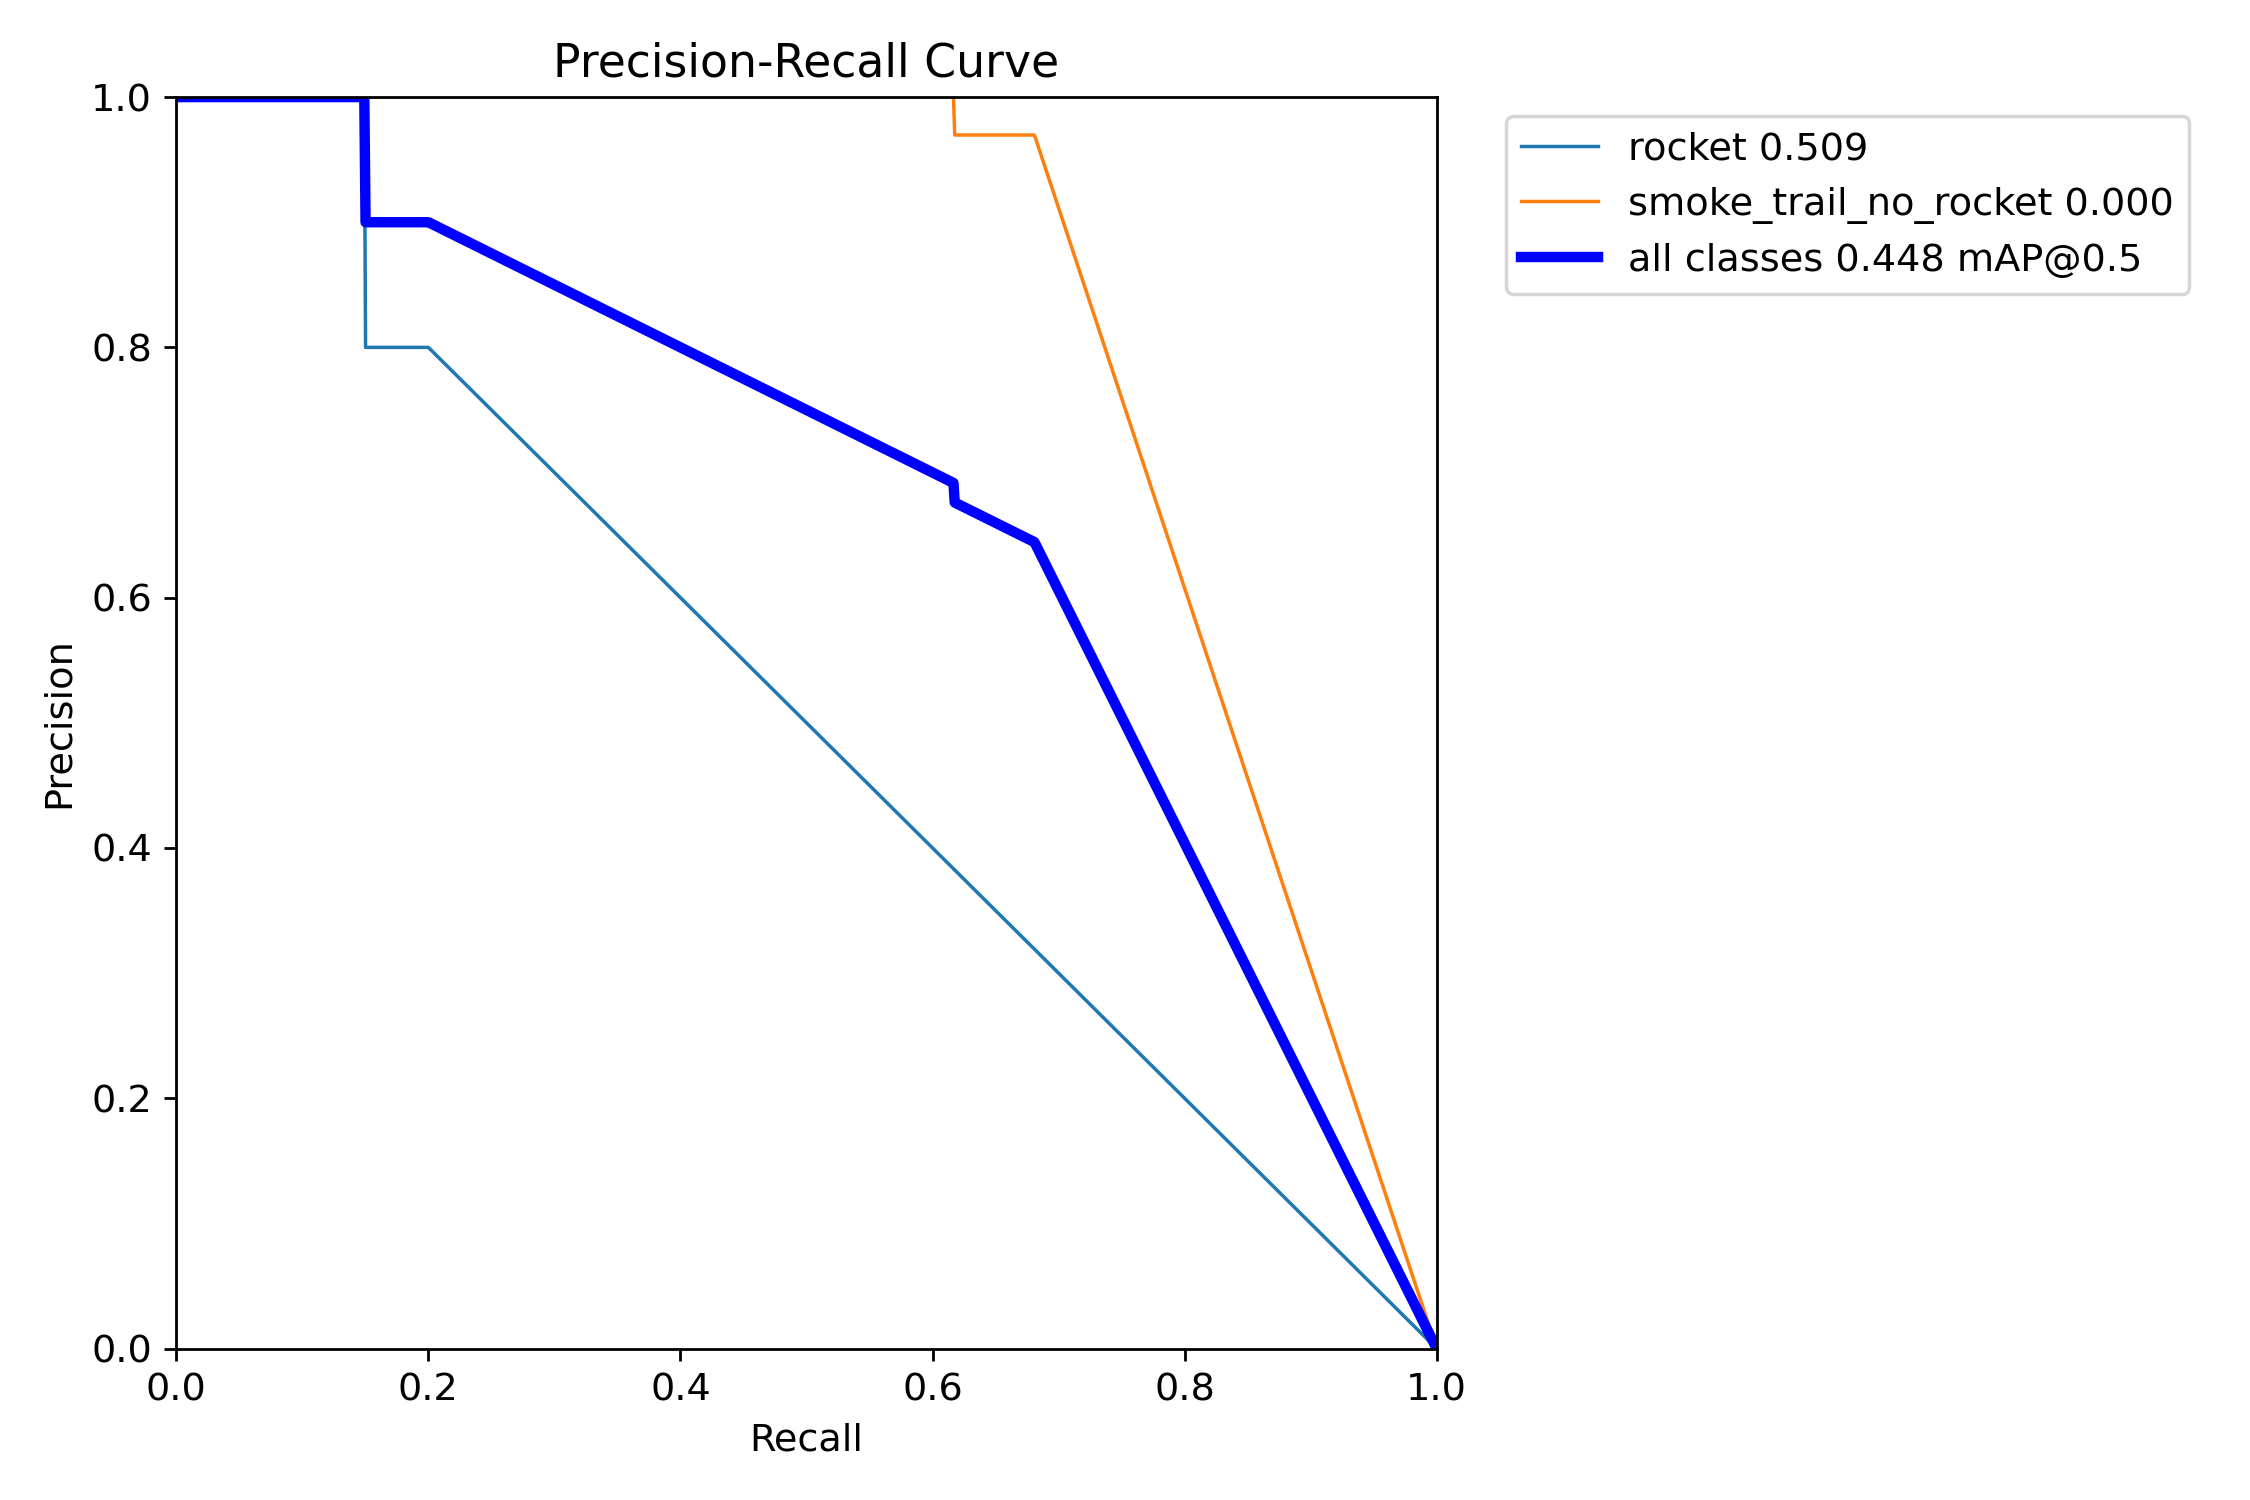 Precision-Recall Curve
1.0
0.8
0.6
0.4
0.2
0.0
Precision
0.0 0.2 0.4 0.6 0.8 1.0
Recall
rocket 0.509
smoke_trail_no_rocket 0.000
all classes 0.448 mAP@0.5